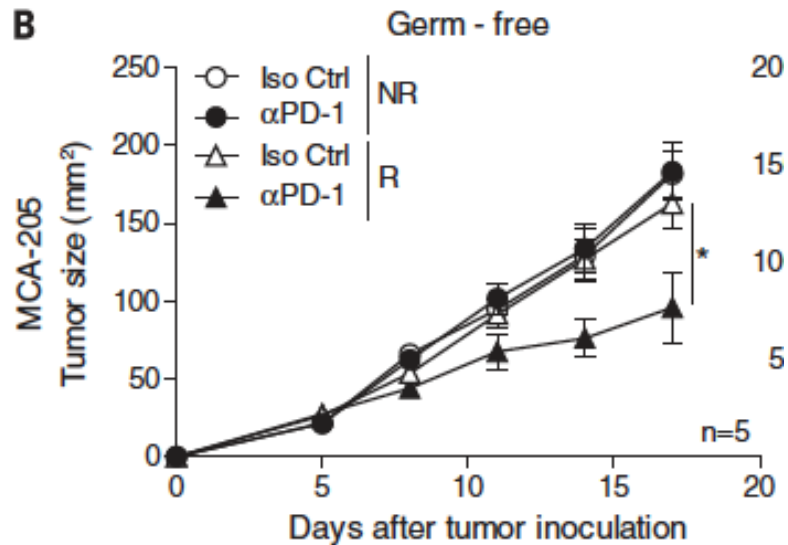 B
Germ - free
MCA-205
Tumor size (mm²)
250
200
150
100
50
0
Iso Ctrl
αPD-1
NR
Iso Ctrl
αPD-1
R
*
n=5
0
5
10
15
20
Days after tumor inoculation
20
15
10
5